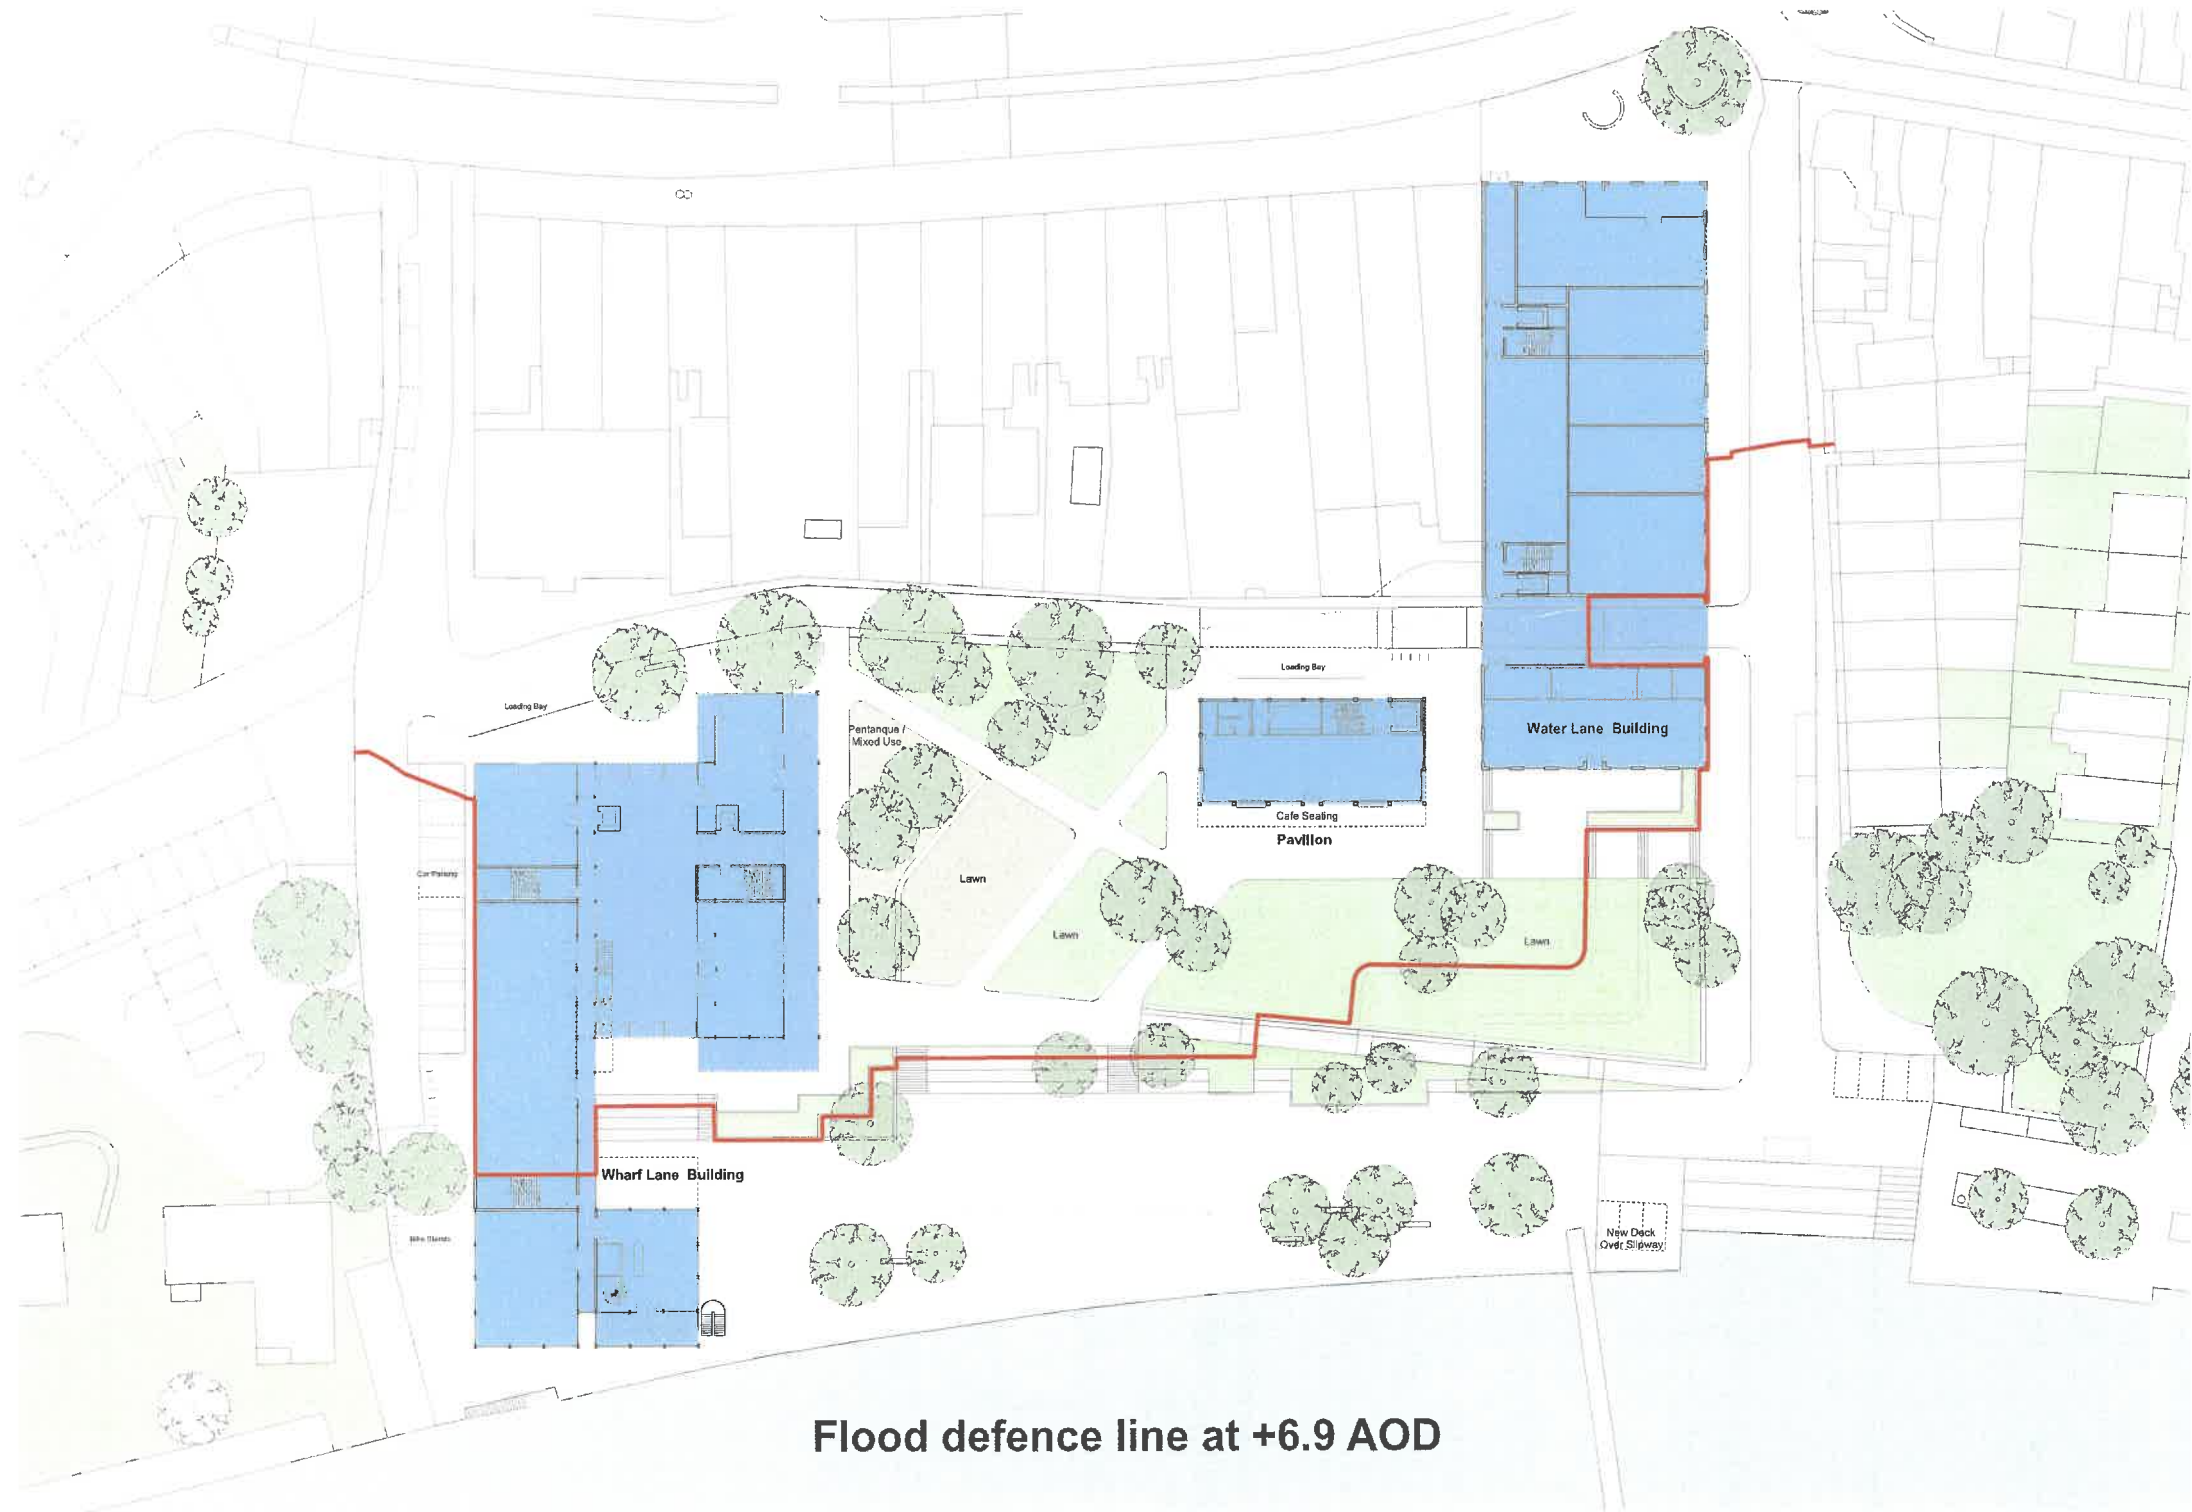 Loading Bay
Loading Bay
Pentanque /
Mixed Use
Water Lane Building
Cafe Seating
Pavilion
Car Parking
Lawn
Lawn
Lawn
Wharf Lane Building
Bike Stands
New Deck
Over Slipway
Flood defence line at +6.9 AOD